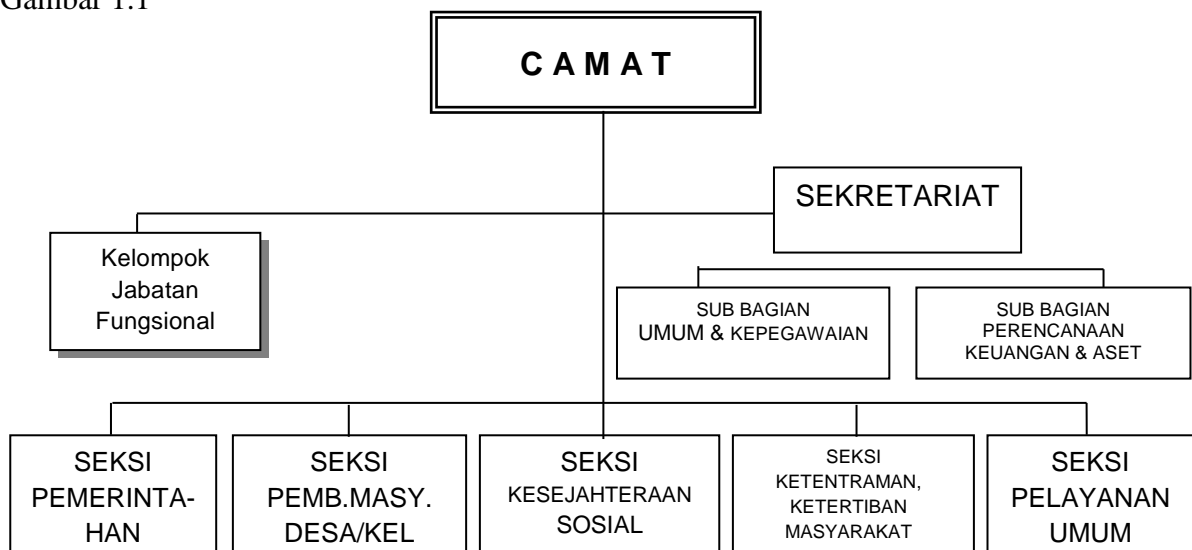 Gambar 1.1
C A M A T
SEKRETARIAT
Kelompok
Jabatan
Fungsional
SUB BAGIAN
UMUM & KEPEGAWAIAN
SUB BAGIAN
PERENCANAAN
KEUANGAN & ASET
SEKSI
PEMERINTA-
HAN
SEKSI
PEMB.MASY.
DESA/KEL
SEKSI
KESEJAHTERAAN
SOSIAL
SEKSI
KETENTRAMAN,
KETERTIBAN
MASYARAKAT
SEKSI
PELAYANAN
UMUM